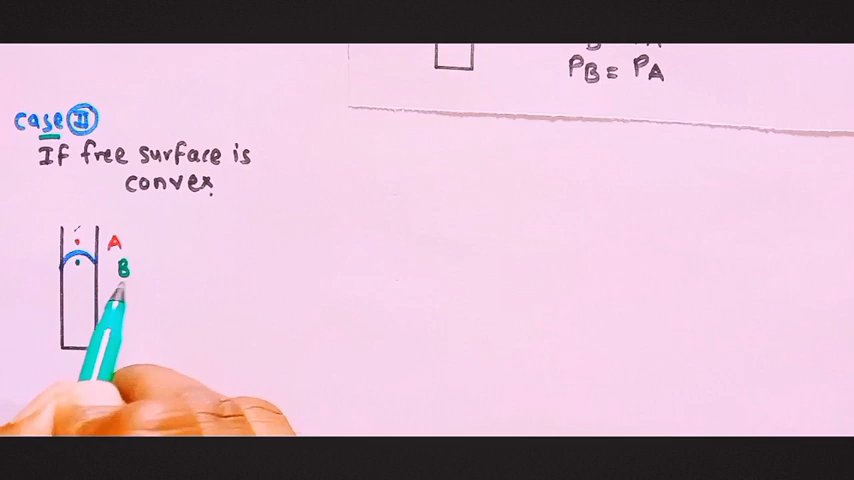 PB = PA
case II
If free surface is
convex.
A
B